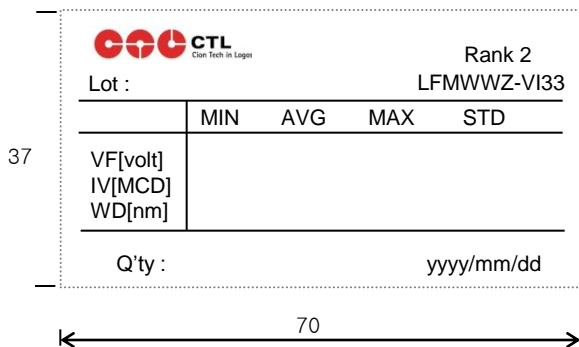 COC CTL
Cion Tech in Logos
Rank 2
Lot : LFMWWZ-VI33
MIN AVG MAX STD
VF[volt]
IV[MCD]
WD[nm]
Q'ty : yyyy/mm/dd
37
70